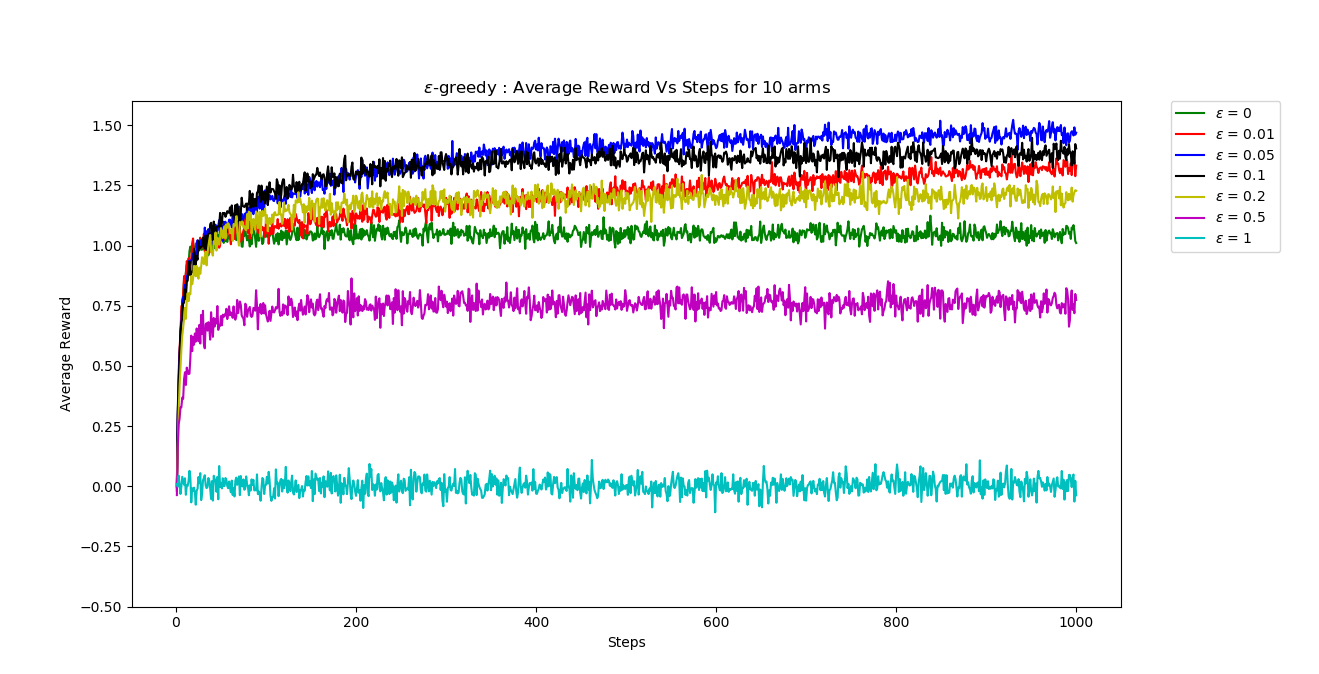 ε-greedy : Average Reward Vs Steps for 10 arms
Average Reward
1.50
1.25
1.00
0.75
0.50
0.25
0.00
−0.25
−0.50
0 200 400 600 800 1000
Steps
ε = 0
ε = 0.01
ε = 0.05
ε = 0.1
ε = 0.2
ε = 0.5
ε = 1